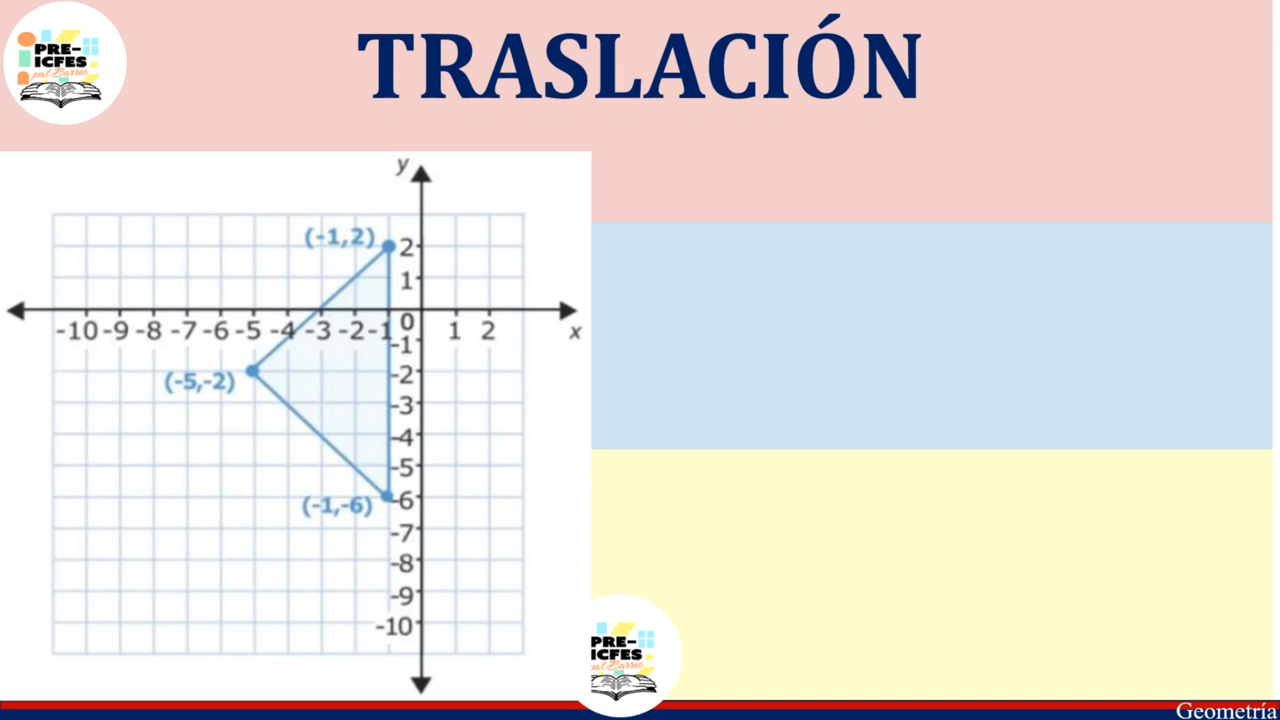 PRE-
ICFES
pal Barrio
TRASLACIÓN
y
(-1,2)
2
1
-10 -9 -8 -7 -6 -5 -4 -3 -2 -1 0 1 2
x
-1
-2
(-5,-2)
-3
-4
-5
-6
(-1,-6)
-7
-8
-9
-10
PRE-
ICFES
pal Barrio
Geometría